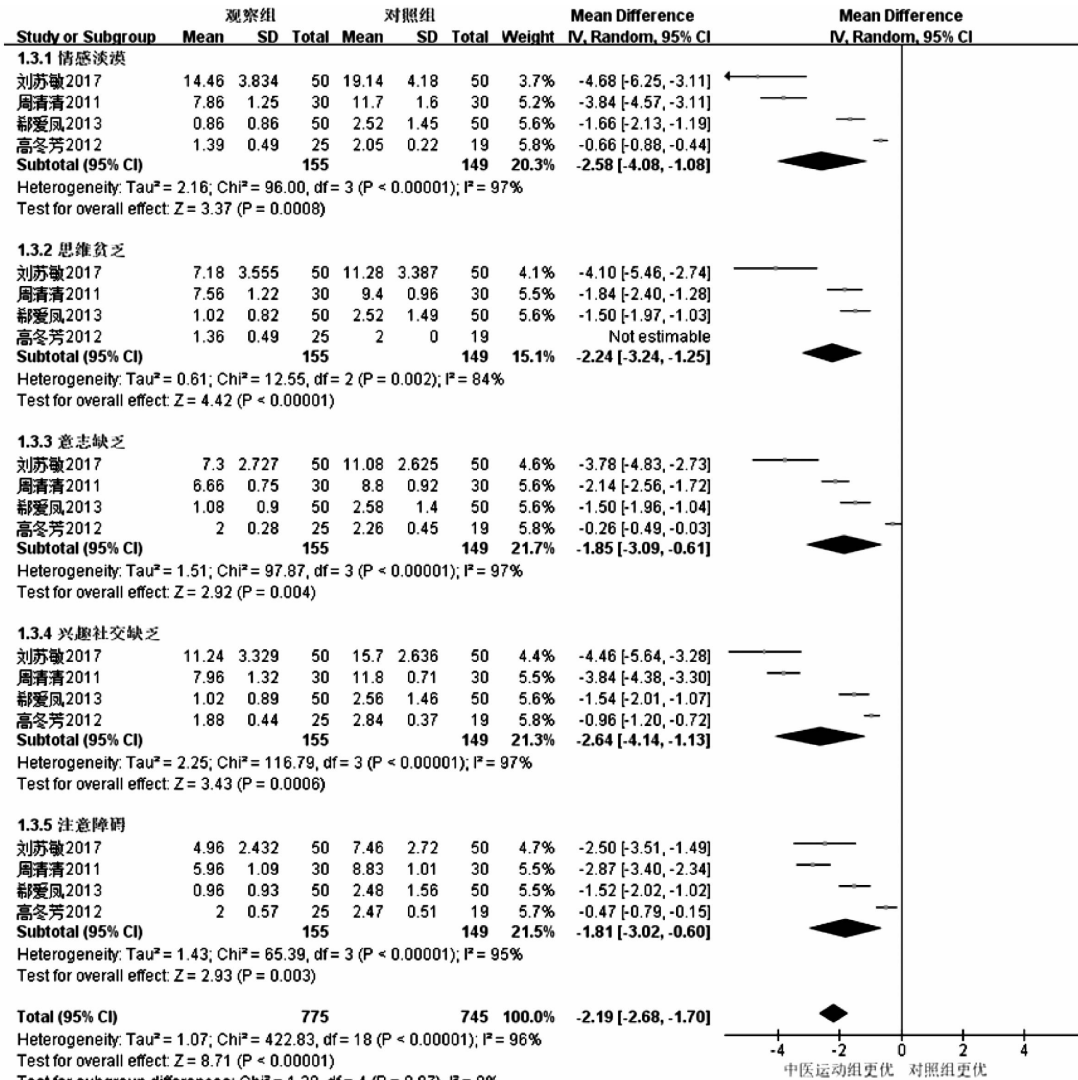 观察组 对照组 Mean Difference Mean Difference
Study or Subgroup Mean SD Total Mean SD Total Weight IV, Random, 95% CI IV, Random, 95% CI
1.3.1 情感淡漠
刘苏敏2017 14.46 3.834 50 19.14 4.18 50 3.7% -4.68 [-6.25, -3.11]
周清清2011 7.86 1.25 30 11.7 1.6 30 5.2% -3.84 [-4.57, -3.11]
郗爱凤2013 0.86 0.86 50 2.52 1.45 50 5.6% -1.66 [-2.13, -1.19]
高冬芳2012 1.39 0.49 25 2.05 0.22 19 5.8% -0.66 [-0.88, -0.44]
Subtotal (95% CI) 155 149 20.3% -2.58 [-4.08, -1.08]
Heterogeneity: Tau² = 2.16; Chi² = 96.00, df = 3 (P < 0.00001); I² = 97%
Test for overall effect: Z = 3.37 (P = 0.0008)
1.3.2 思维贫乏
刘苏敏2017 7.18 3.555 50 11.28 3.387 50 4.1% -4.10 [-5.46, -2.74]
周清清2011 7.56 1.22 30 9.4 0.96 30 5.5% -1.84 [-2.40, -1.28]
郗爱凤2013 1.02 0.82 50 2.52 1.49 50 5.6% -1.50 [-1.97, -1.03]
高冬芳2012 1.36 0.49 25 2 0 19 Not estimable
Subtotal (95% CI) 155 149 15.1% -2.24 [-3.24, -1.25]
Heterogeneity: Tau² = 0.61; Chi² = 12.55, df = 2 (P = 0.002); I² = 84%
Test for overall effect: Z = 4.42 (P < 0.00001)
1.3.3 意志缺乏
刘苏敏2017 7.3 2.727 50 11.08 2.625 50 4.6% -3.78 [-4.83, -2.73]
周清清2011 6.66 0.75 30 8.8 0.92 30 5.6% -2.14 [-2.56, -1.72]
郗爱凤2013 1.08 0.9 50 2.58 1.4 50 5.6% -1.50 [-1.96, -1.04]
高冬芳2012 2 0.28 25 2.26 0.45 19 5.8% -0.26 [-0.49, -0.03]
Subtotal (95% CI) 155 149 21.7% -1.85 [-3.09, -0.61]
Heterogeneity: Tau² = 1.51; Chi² = 97.87, df = 3 (P < 0.00001); I² = 97%
Test for overall effect: Z = 2.92 (P = 0.004)
1.3.4 兴趣社交缺乏
刘苏敏2017 11.24 3.329 50 15.7 2.636 50 4.4% -4.46 [-5.64, -3.28]
周清清2011 7.96 1.32 30 11.8 0.71 30 5.5% -3.84 [-4.38, -3.30]
郗爱凤2013 1.02 0.89 50 2.56 1.46 50 5.6% -1.54 [-2.01, -1.07]
高冬芳2012 1.88 0.44 25 2.84 0.37 19 5.8% -0.96 [-1.20, -0.72]
Subtotal (95% CI) 155 149 21.3% -2.64 [-4.14, -1.13]
Heterogeneity: Tau² = 2.25; Chi² = 116.79, df = 3 (P < 0.00001); I² = 97%
Test for overall effect: Z = 3.43 (P = 0.0006)
1.3.5 注意障碍
刘苏敏2017 4.96 2.432 50 7.46 2.72 50 4.7% -2.50 [-3.51, -1.49]
周清清2011 5.96 1.09 30 8.83 1.01 30 5.5% -2.87 [-3.40, -2.34]
郗爱凤2013 0.96 0.93 50 2.48 1.56 50 5.6% -1.52 [-2.02, -1.02]
高冬芳2012 2 0.57 25 2.47 0.51 19 5.7% -0.47 [-0.79, -0.15]
Subtotal (95% CI) 155 149 21.5% -1.81 [-3.02, -0.60]
Heterogeneity: Tau² = 1.43; Chi² = 65.39, df = 3 (P < 0.00001); I² = 95%
Test for overall effect: Z = 2.93 (P = 0.003)
Total (95% CI) 775 745 100.0% -2.19 [-2.68, -1.70]
Heterogeneity: Tau² = 1.07; Chi² = 422.83, df = 18 (P < 0.00001); I² = 96%
Test for overall effect: Z = 8.71 (P < 0.00001)
-4 -2 0 2 4
中医运动组更优 对照组更优